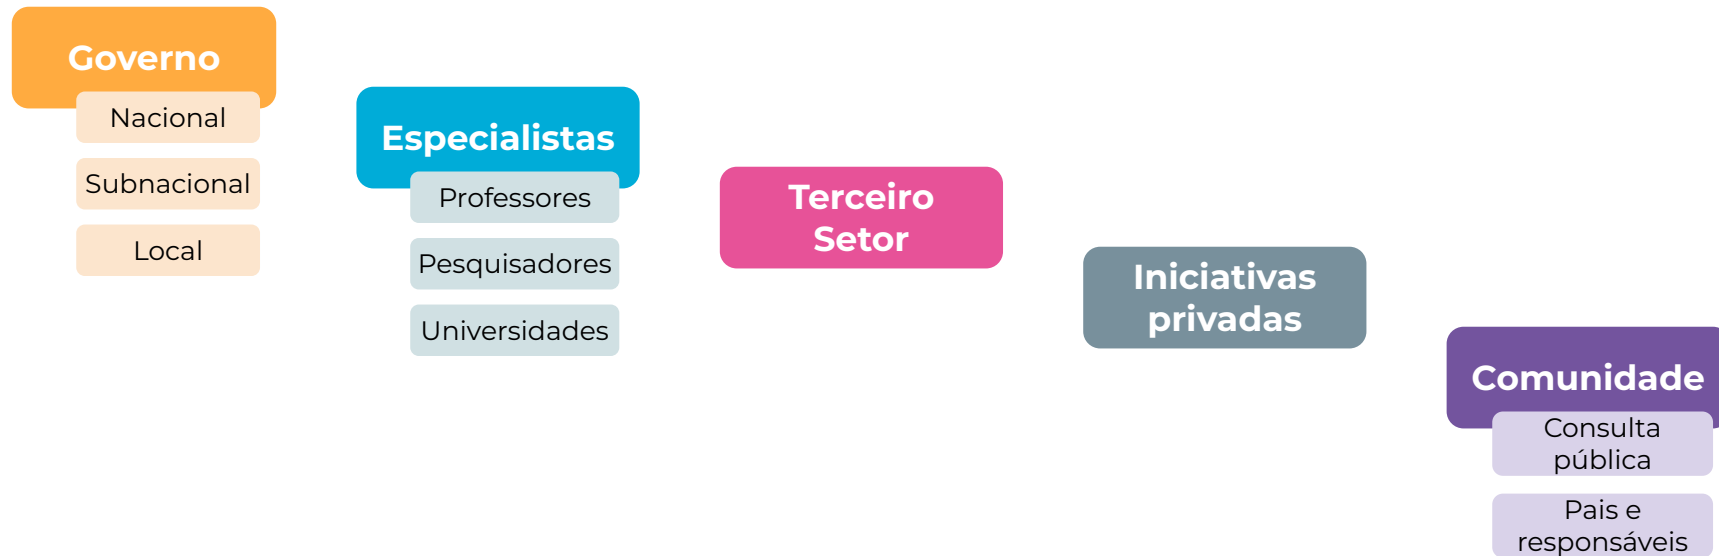 Governo
Nacional
Subnacional
Local
Especialistas
Professores
Pesquisadores
Universidades
Terceiro
Setor
Iniciativas
privadas
Comunidade
Consulta
pública
Pais e
responsáveis